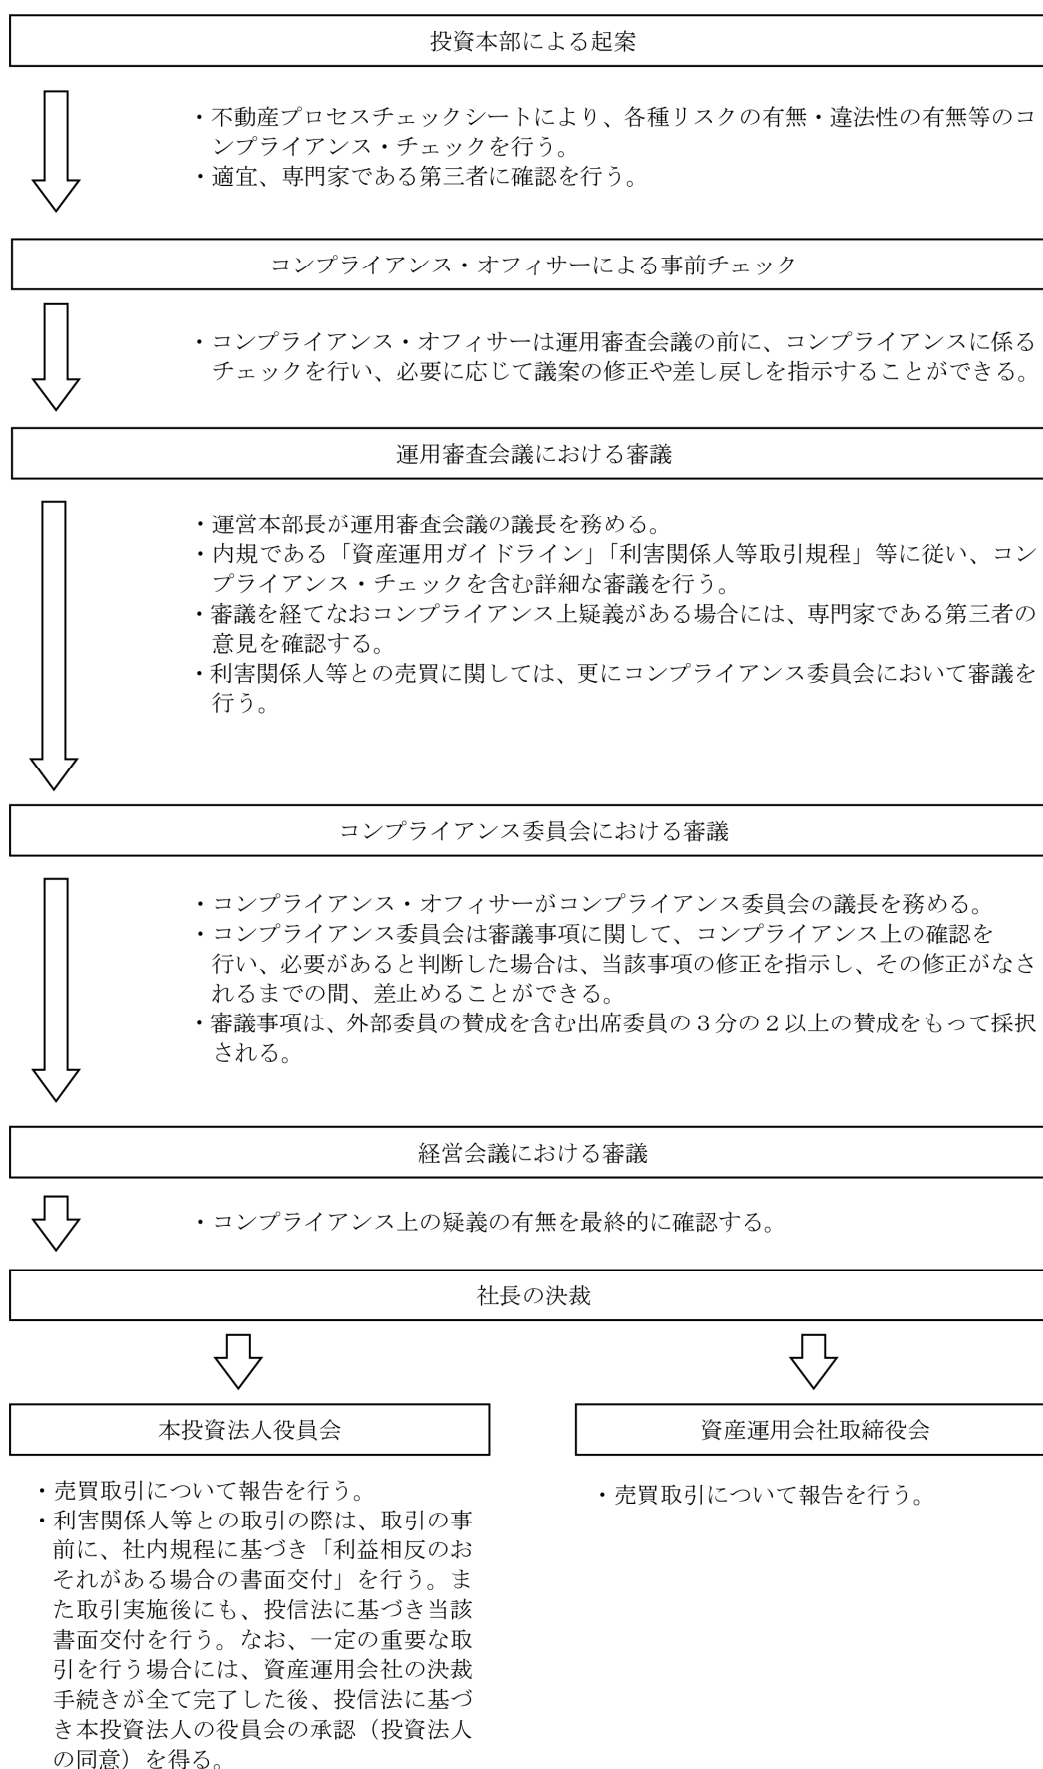 投資本部による起案
・不動産プロセスチェックシートにより、各種リスクの有無・違法性の有無等のコ
ンプライアンス・チェックを行う。
・適宜、専門家である第三者に確認を行う。
コンプライアンス・オフィサーによる事前チェック
・コンプライアンス・オフィサーは運用審査会議の前に、コンプライアンスに係る
チェックを行い、必要に応じて議案の修正や差し戻しを指示することができる。
運用審査会議における審議
・運営本部長が運用審査会議の議長を務める。
・内規である「資産運用ガイドライン」「利害関係人等取引規程」等に従い、コン
プライアンス・チェックを含む詳細な審議を行う。
・審議を経てなおコンプライアンス上疑義がある場合には、専門家である第三者の
意見を確認する。
・利害関係人等との売買に関しては、更にコンプライアンス委員会において審議を
行う。
コンプライアンス委員会における審議
・コンプライアンス・オフィサーがコンプライアンス委員会の議長を務める。
・コンプライアンス委員会は審議事項に関して、コンプライアンス上の確認を
行い、必要があると判断した場合は、当該事項の修正を指示し、その修正がなさ
れるまでの間、差止めることができる。
・審議事項は、外部委員の賛成を含む出席委員の３分の２以上の賛成をもって採択
される。
経営会議における審議
・コンプライアンス上の疑義の有無を最終的に確認する。
社長の決裁
本投資法人役員会
・売買取引について報告を行う。
・利害関係人等との取引の際は、取引の事
前に、社内規程に基づき「利益相反のお
それがある場合の書面交付」を行う。ま
た取引実施後にも、投信法に基づき当該
書面交付を行う。なお、一定の重要な取
引を行う場合には、資産運用会社の決裁
手続きが全て完了した後、投信法に基づ
き本投資法人の役員会の承認（投資法人
の同意）を得る。
資産運用会社取締役会
・売買取引について報告を行う。